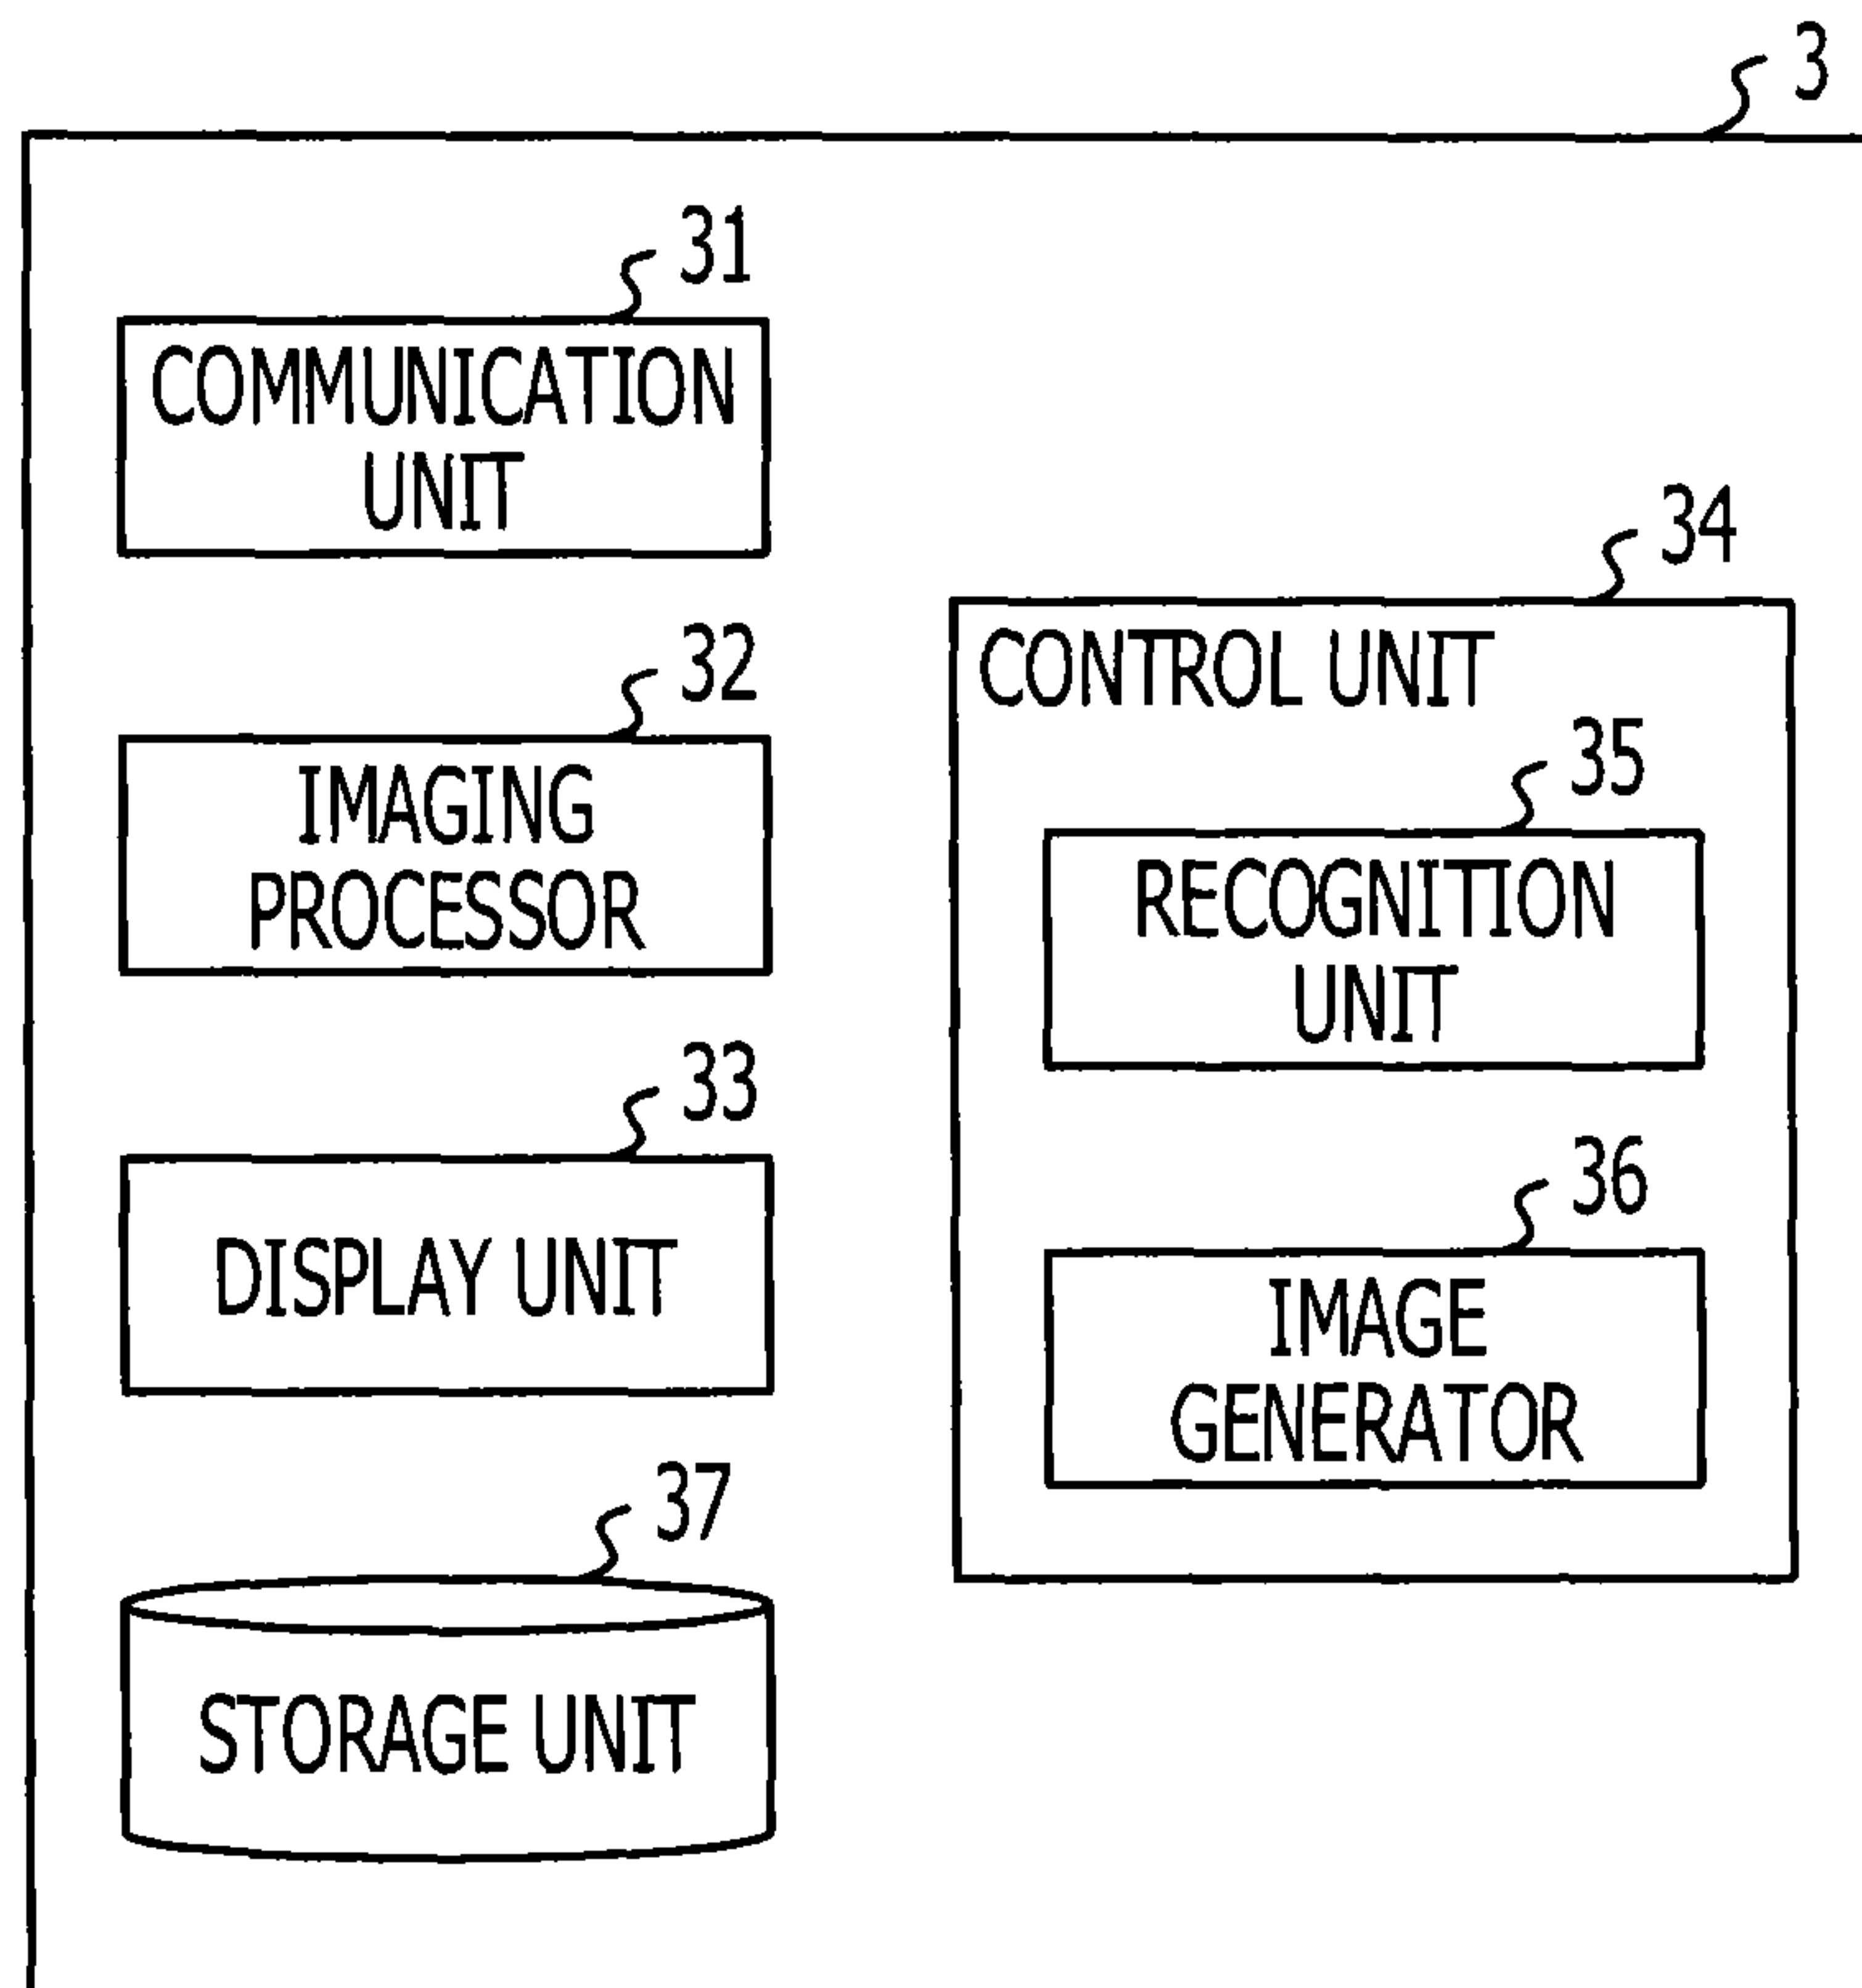 3
31
COMMUNICATION
UNIT
32
IMAGING
PROCESSOR
33
DISPLAY UNIT
37
STORAGE UNIT
34
CONTROL UNIT
35
RECOGNITION
UNIT
36
IMAGE
GENERATOR